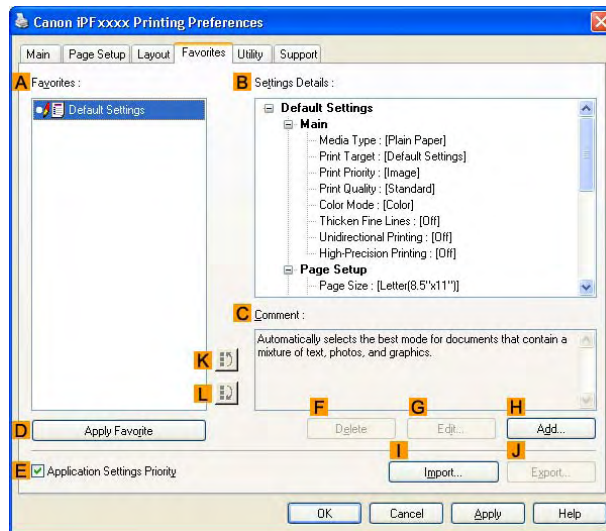 Canon iPFxxxx Printing Preferences
Main Page Setup Layout Favorites Utility Support
A Favorites :
Default Settings
B Settings Details :
Default Settings
Main
Media Type : [Plain Paper]
Print Target : [Default Settings]
Print Priority : [Image]
Print Quality : [Standard]
Color Mode : [Color]
Thicken Fine Lines : [Off]
Unidirectional Printing : [Off]
High-Precision Printing : [Off]
Page Setup
Page Size : [Letter(8.5"x11")]
C Comment :
Automatically selects the best mode for documents that contain a
mixture of text, photos, and graphics.
K
L
F G H
D Apply Favorite Delete Edit... Add...
I J
E Application Settings Priority Import... Export...
OK Cancel Apply Help